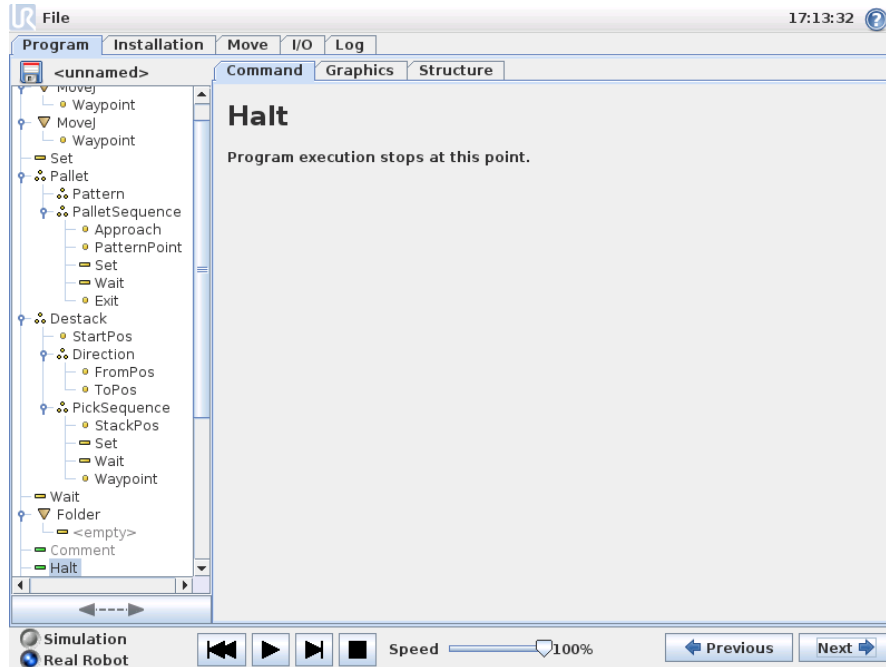 UR File 17:13:32 ?
Program Installation Move I/O Log
<unnamed>
Command Graphics Structure
MoveJ
Waypoint
MoveJ
Waypoint
Set
Pallet
Pattern
PalletSequence
Approach
PatternPoint
Set
Wait
Exit
Destack
StartPos
Direction
FromPos
ToPos
PickSequence
StackPos
Set
Wait
Waypoint
Wait
Folder
<empty>
Comment
Halt
Halt
Program execution stops at this point.
Simulation
Real Robot
Speed 100%
Previous Next